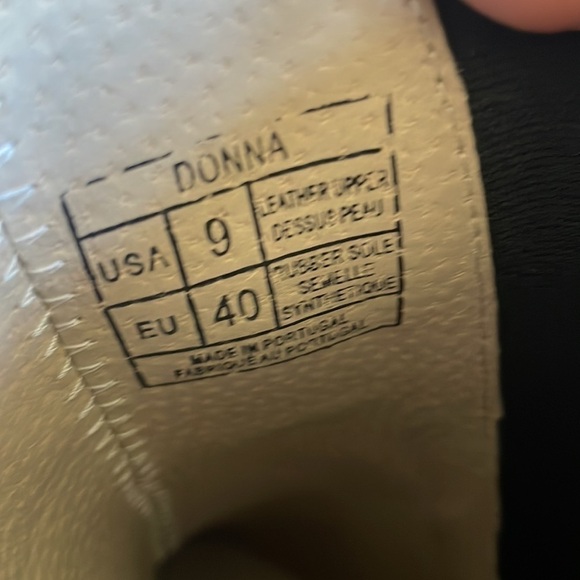 DONNA
USA 9 LEATHER UPPER
DESSUS PEAU
EU 40 RUBBER SOLE
SEMELLE
SYNTHETIQUE
MADE IN PORTUGAL
FABRIQUE AU PORTUGAL